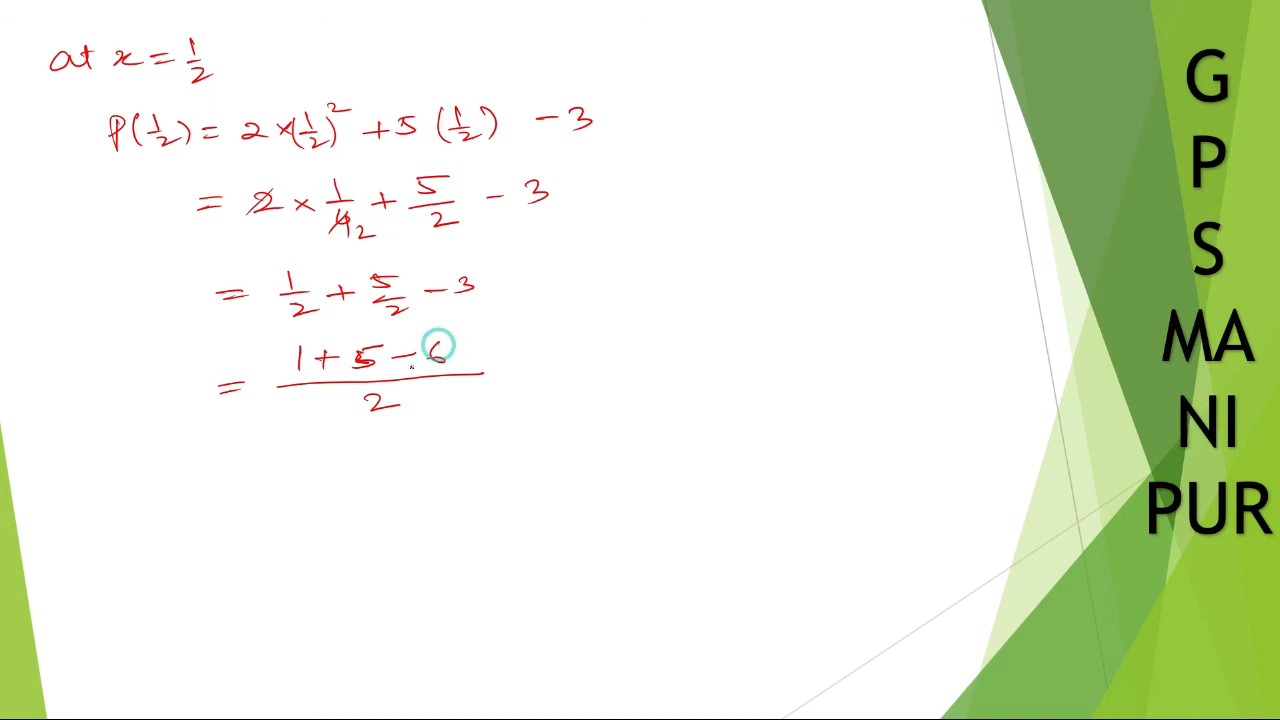 at x = 1/2
P(1/2) = 2 × (1/2)² + 5 (1/2) - 3
= 2 × 1/4 2 + 5/2 - 3
= 1/2 + 5/2 - 3
= 1 + 5 - 6 / 2
G
P
S
MA
NI
PUR